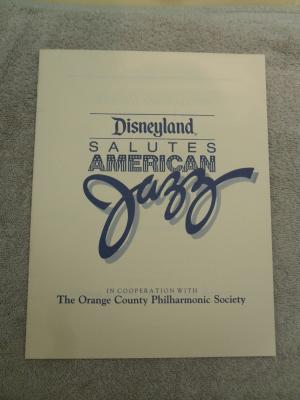 Disneyland
SALUTES
AMERICAN
Jazz
IN COOPERATION WITH
The Orange County Philharmonic Society